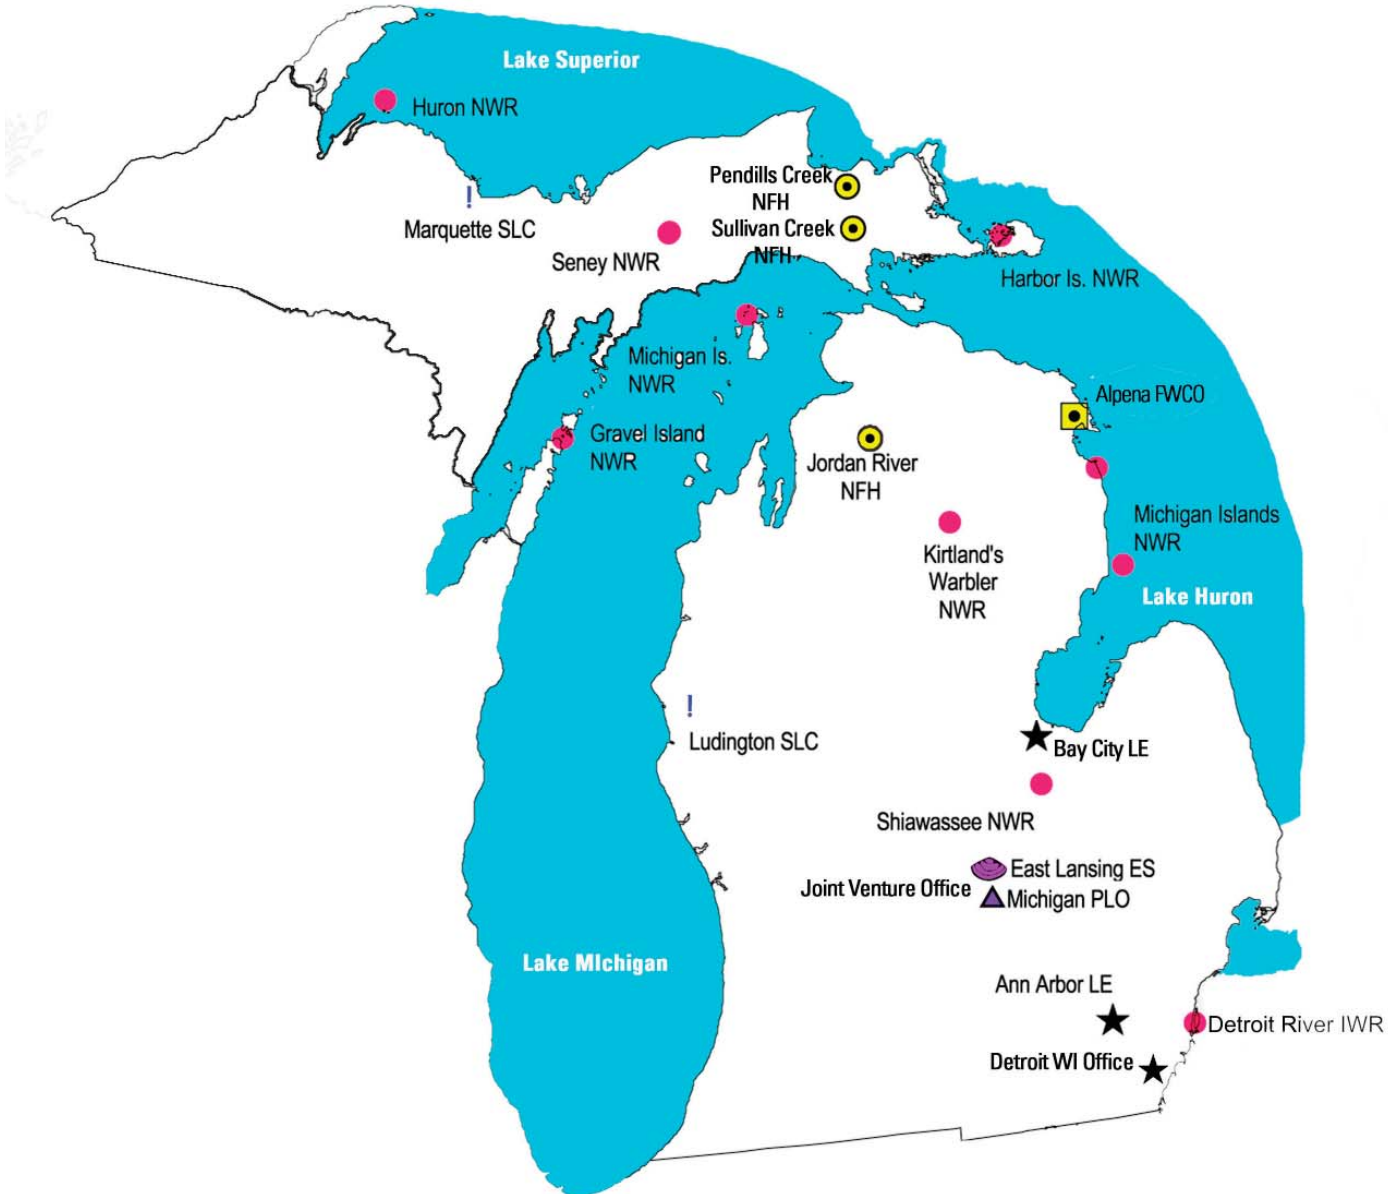 Lake Superior
Huron NWR
Pendills Creek
NFH
Marquette SLC
Sullivan Creek
NFH
Seney NWR
Harbor Is. NWR
Michigan Is.
NWR
Alpena FWCO
Gravel Island
NWR
Jordan River
NFH
Michigan Islands
NWR
Kirtland's
Warbler
NWR
Lake Huron
Ludington SLC
Bay City LE
Shiawassee NWR
East Lansing ES
Joint Venture Office
Michigan PLO
Lake MIchigan
Ann Arbor LE
Detroit River IWR
Detroit WI Office